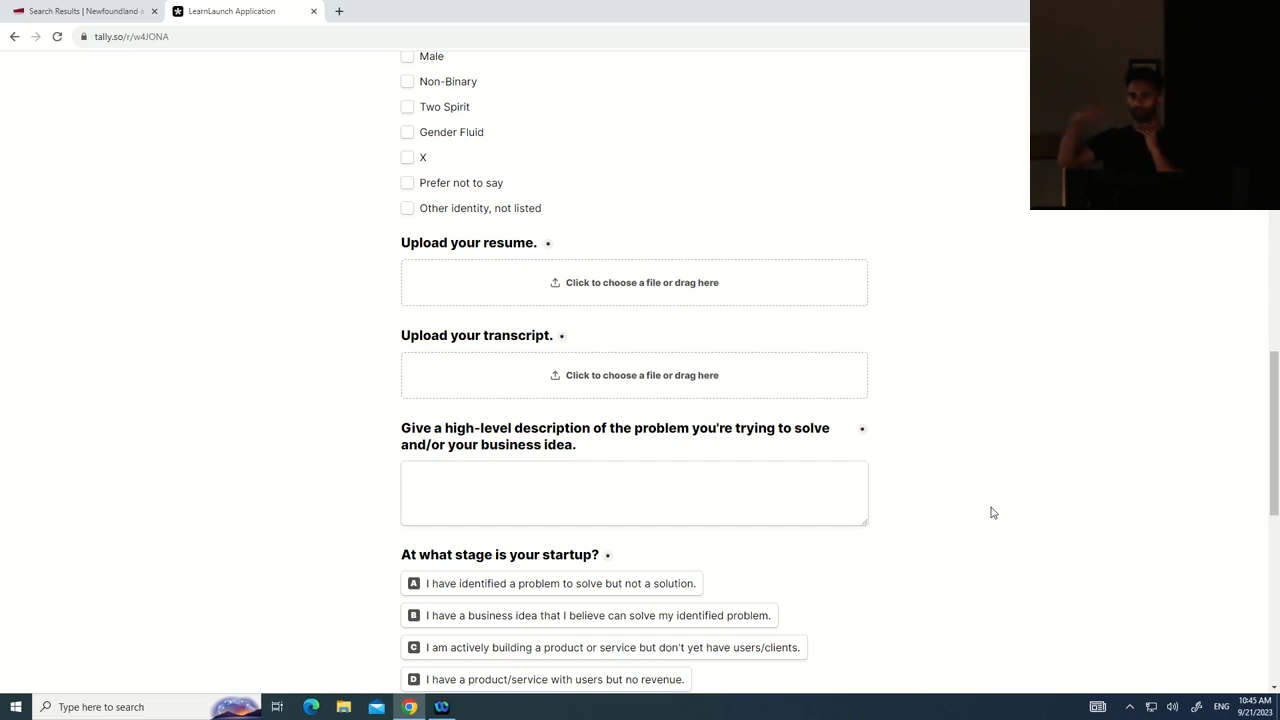 Search Results | Newfoundland a
LearnLaunch Application
tally.so/r/w4JONA
Male
Non-Binary
Two Spirit
Gender Fluid
X
Prefer not to say
Other identity, not listed
Upload your resume.
Click to choose a file or drag here
Upload your transcript.
Click to choose a file or drag here
Give a high-level description of the problem you're trying to solve
and/or your business idea.
At what stage is your startup?
A I have identified a problem to solve but not a solution.
B I have a business idea that I believe can solve my identified problem.
C I am actively building a product or service but don't yet have users/clients.
D I have a product/service with users but no revenue.
Type here to search
ENG
10:45 AM
9/21/2023